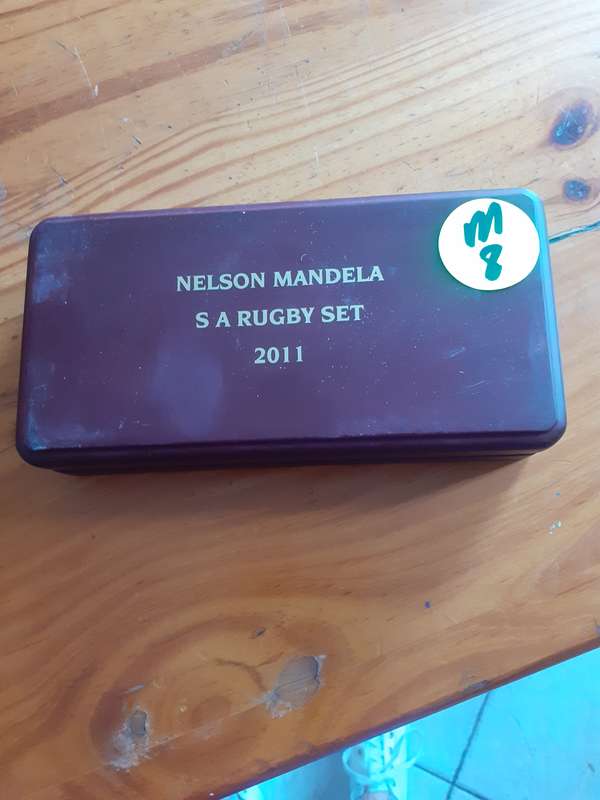 NELSON MANDELA
S A RUGBY SET
2011
M
8